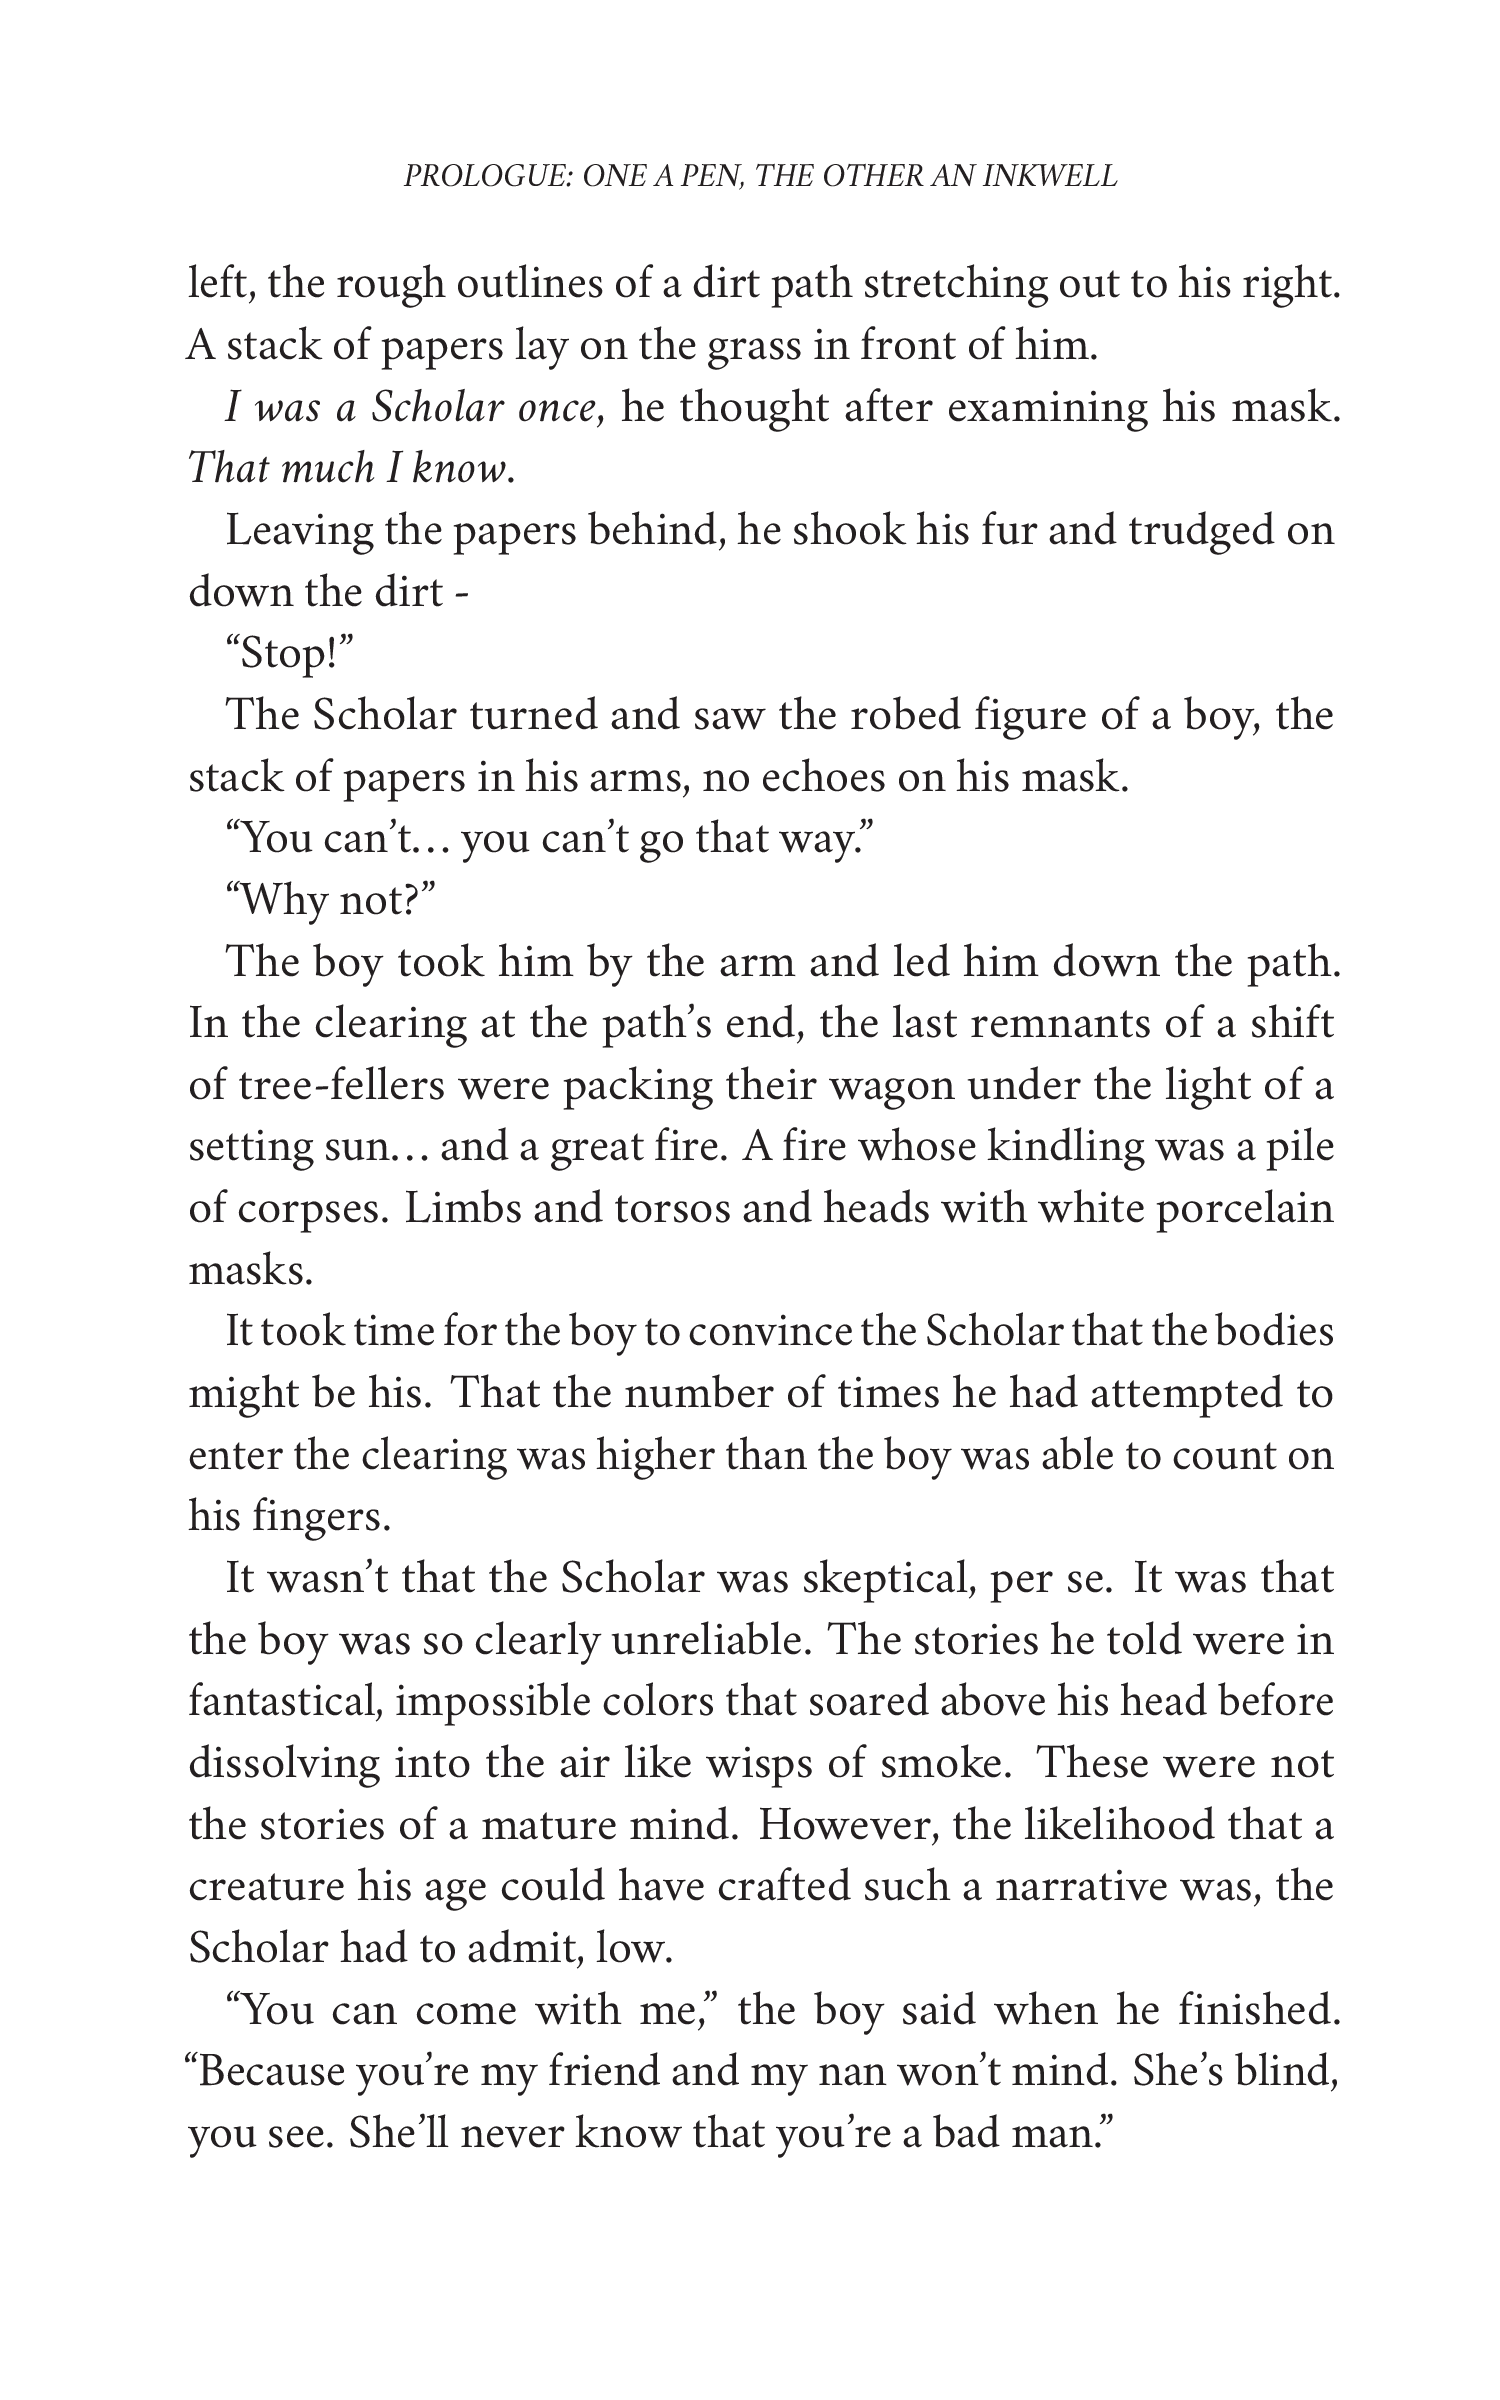 PROLOGUE: ONE A PEN, THE OTHER AN INKWELL
left, the rough outlines of a dirt path stretching out to his right.
A stack of papers lay on the grass in front of him.
I was a Scholar once, he thought after examining his mask.
That much I know.
Leaving the papers behind, he shook his fur and trudged on
down the dirt -
“Stop!”
The Scholar turned and saw the robed figure of a boy, the
stack of papers in his arms, no echoes on his mask.
“You can’t… you can’t go that way.”
“Why not?”
The boy took him by the arm and led him down the path.
In the clearing at the path’s end, the last remnants of a shift
of tree-fellers were packing their wagon under the light of a
setting sun… and a great fire. A fire whose kindling was a pile
of corpses. Limbs and torsos and heads with white porcelain
masks.
It took time for the boy to convince the Scholar that the bodies
might be his. That the number of times he had attempted to
enter the clearing was higher than the boy was able to count on
his fingers.
It wasn’t that the Scholar was skeptical, per se. It was that
the boy was so clearly unreliable. The stories he told were in
fantastical, impossible colors that soared above his head before
dissolving into the air like wisps of smoke. These were not
the stories of a mature mind. However, the likelihood that a
creature his age could have crafted such a narrative was, the
Scholar had to admit, low.
“You can come with me,” the boy said when he finished.
“Because you’re my friend and my nan won’t mind. She’s blind,
you see. She’ll never know that you’re a bad man.”